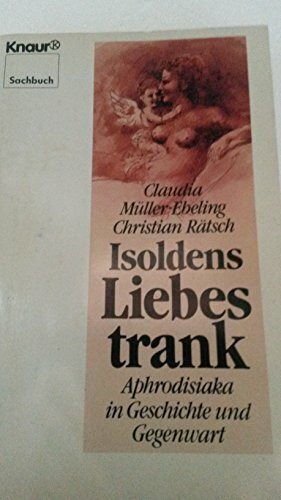 Knaur K
Sachbuch
Claudia
Müller-Ebeling
Christian Rätsch
Isoldens
Liebes
trank
Aphrodisiaka
in Geschichte und
Gegenwart